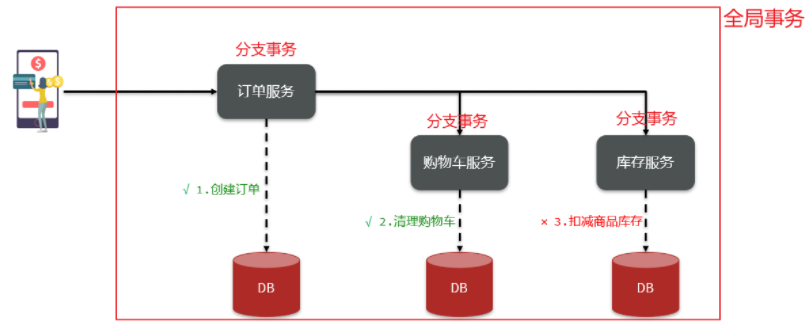 全局事务
分支事务
订单服务
分支事务
分支事务
购物车服务
库存服务
√ 1.创建订单
√ 2.清理购物车
× 3.扣减商品库存
DB
DB
DB